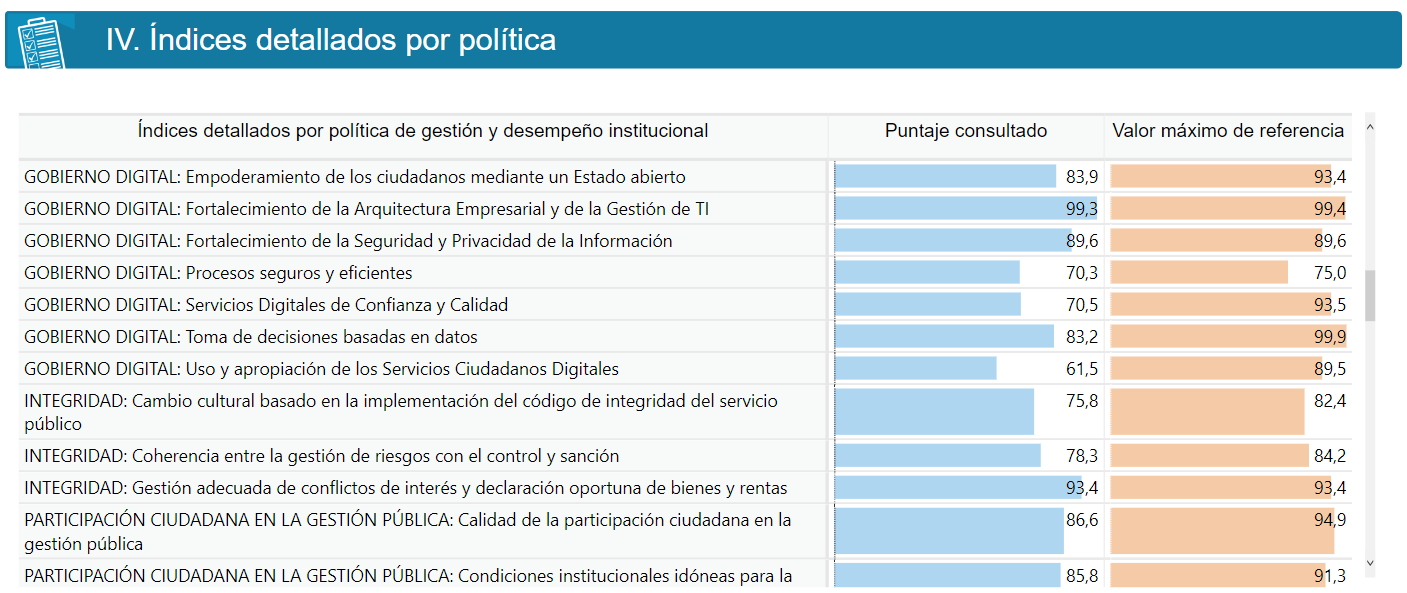 IV. Índices detallados por política
Índices detallados por política de gestión y desempeño institucional Puntaje consultado Valor máximo de referencia
GOBIERNO DIGITAL: Empoderamiento de los ciudadanos mediante un Estado abierto 83,9 93,4
GOBIERNO DIGITAL: Fortalecimiento de la Arquitectura Empresarial y de la Gestión de TI 99,3 99,4
GOBIERNO DIGITAL: Fortalecimiento de la Seguridad y Privacidad de la Información 89,6 89,6
GOBIERNO DIGITAL: Procesos seguros y eficientes 70,3 75,0
GOBIERNO DIGITAL: Servicios Digitales de Confianza y Calidad 70,5 93,5
GOBIERNO DIGITAL: Toma de decisiones basadas en datos 83,2 99,9
GOBIERNO DIGITAL: Uso y apropiación de los Servicios Ciudadanos Digitales 61,5 89,5
INTEGRIDAD: Cambio cultural basado en la implementación del código de integridad del servicio 75,8 82,4
público
INTEGRIDAD: Coherencia entre la gestión de riesgos con el control y sanción 78,3 84,2
INTEGRIDAD: Gestión adecuada de conflictos de interés y declaración oportuna de bienes y rentas 93,4 93,4
PARTICIPACIÓN CIUDADANA EN LA GESTIÓN PÚBLICA: Calidad de la participación ciudadana en la 86,6 94,9
gestión pública
PARTICIPACIÓN CIUDADANA EN LA GESTIÓN PÚBLICA: Condiciones institucionales idóneas para la 85,8 91,3